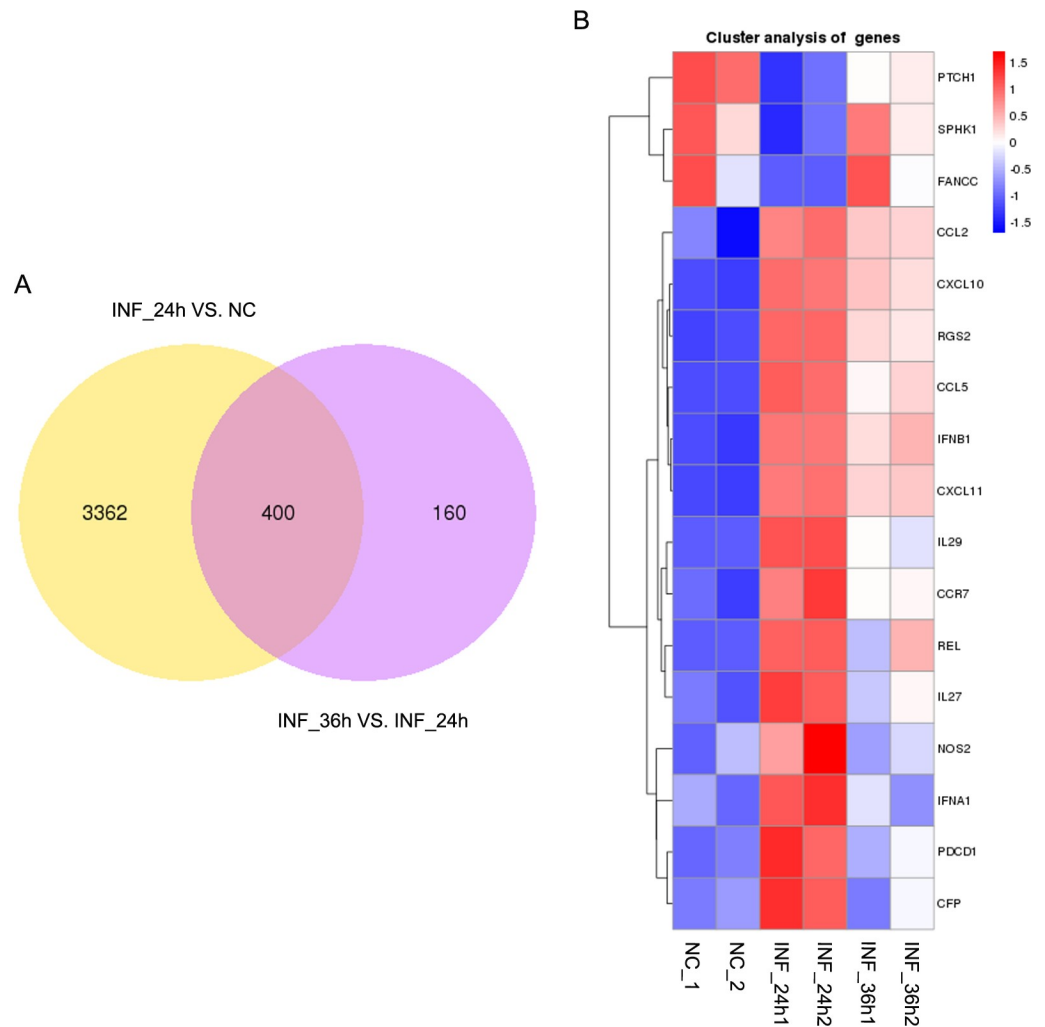 A
INF_24h VS. NC
3362
400
160
INF_36h VS. INF_24h
B
Cluster analysis of genes
PTCH1
SPHK1
FANCC
CCL2
CXCL10
RGS2
CCL5
IFNB1
CXCL11
IL29
CCR7
REL
IL27
NOS2
IFNA1
PDCD1
CFP
1.5
1
0.5
0
-0.5
-1
-1.5
NC_1
NC_2
INF_24h1
INF_24h2
INF_36h1
INF_36h2